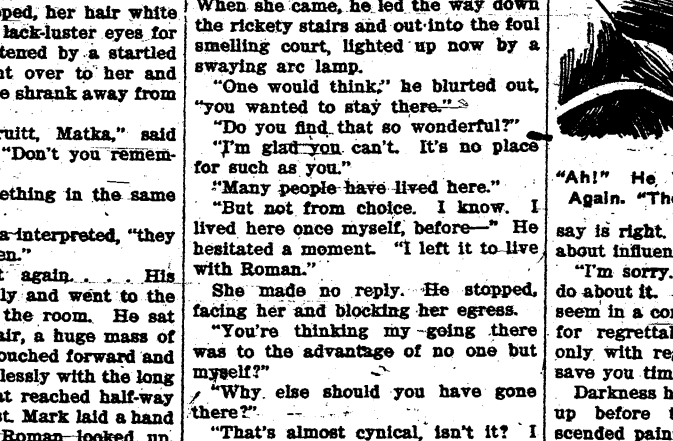 ped, her hair white
lack-luster eyes for
tened by a startled
nt over to her and
e shrank away from
ruitt, Matka," said
"Don't you remem-
ething in the same
a interpreted, "they
en."
t again. . . . His
ly and went to the
the room. He sat
air, a huge mass of
ouched forward and
lessly with the long
at reached half-way
st. Mark laid a hand
Roman looked up.
When she came, he led the way down
the rickety stairs and out into the foul
smelling court, lighted up now by a
swaying arc lamp.
"One would think," he blurted out,
"you wanted to stay there."
"Do you find that so wonderful?"
"I'm glad you can't. It's no place
for such as you."
"Many people have lived here."
"But not from choice. I know. I
lived here once myself, before—" He
hesitated a moment. "I left it to live
with Roman."
She made no reply. He stopped,
facing her and blocking her egress.
"You're thinking my going there
was to the advantage of no one but
myself?"
"Why else should you have gone
there?"
"That's almost cynical, isn't it? I
"Ah!" He
Again. "Th
say is right.
about influen
"I'm sorry.
do about it.
seem in a con
for regrettal
only with re
save you tim
Darkness h
up before t
scended pain